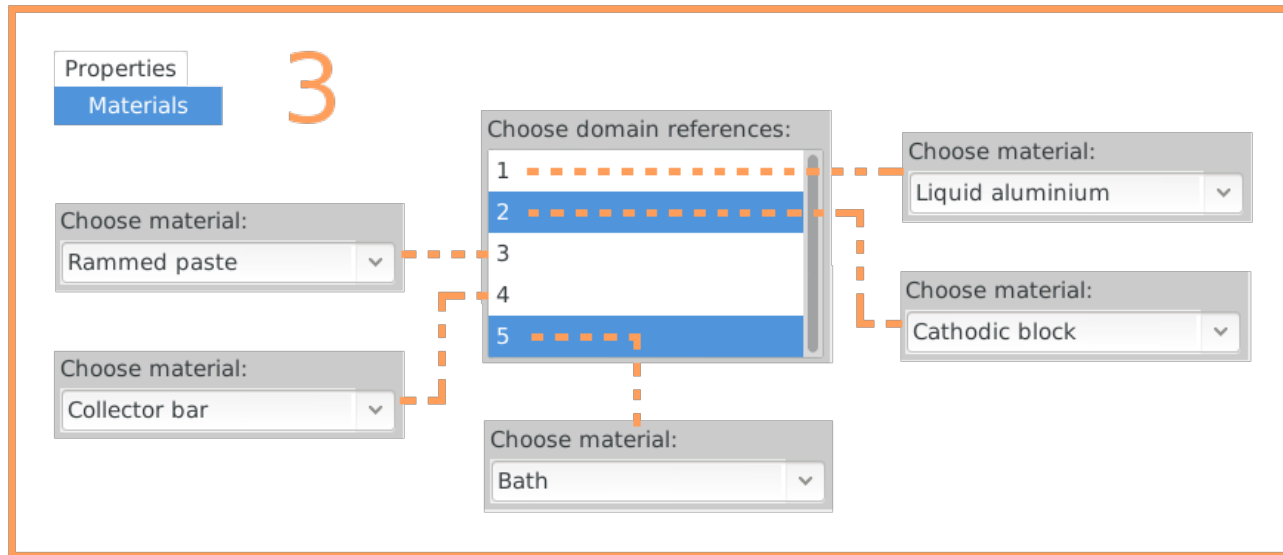 Properties
Materials
3
Choose domain references:
1
2
3
4
5
Choose material:
Liquid aluminium
Choose material:
Rammed paste
Choose material:
Cathodic block
Choose material:
Collector bar
Choose material:
Bath